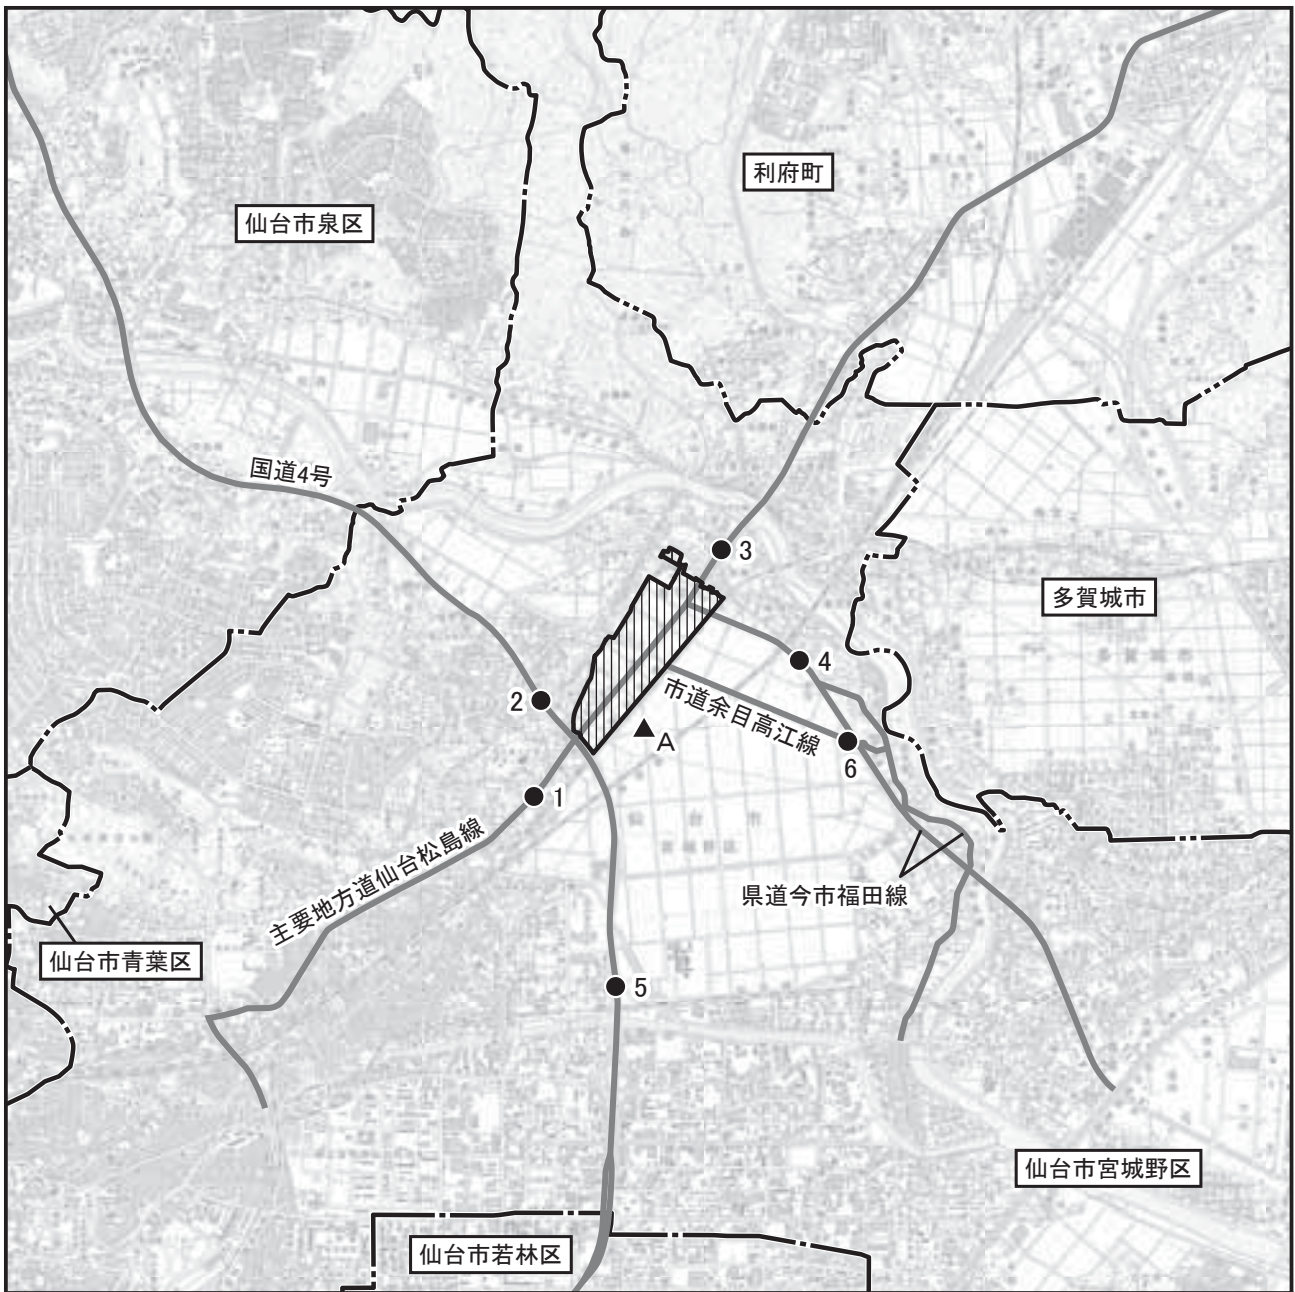 利府町
仙台市泉区
国道4号
3
多賀城市
4
2
市道余目高江線
A
6
1
主要地方道仙台松島線
県道今市福田線
仙台市青葉区
5
仙台市宮城野区
仙台市若林区